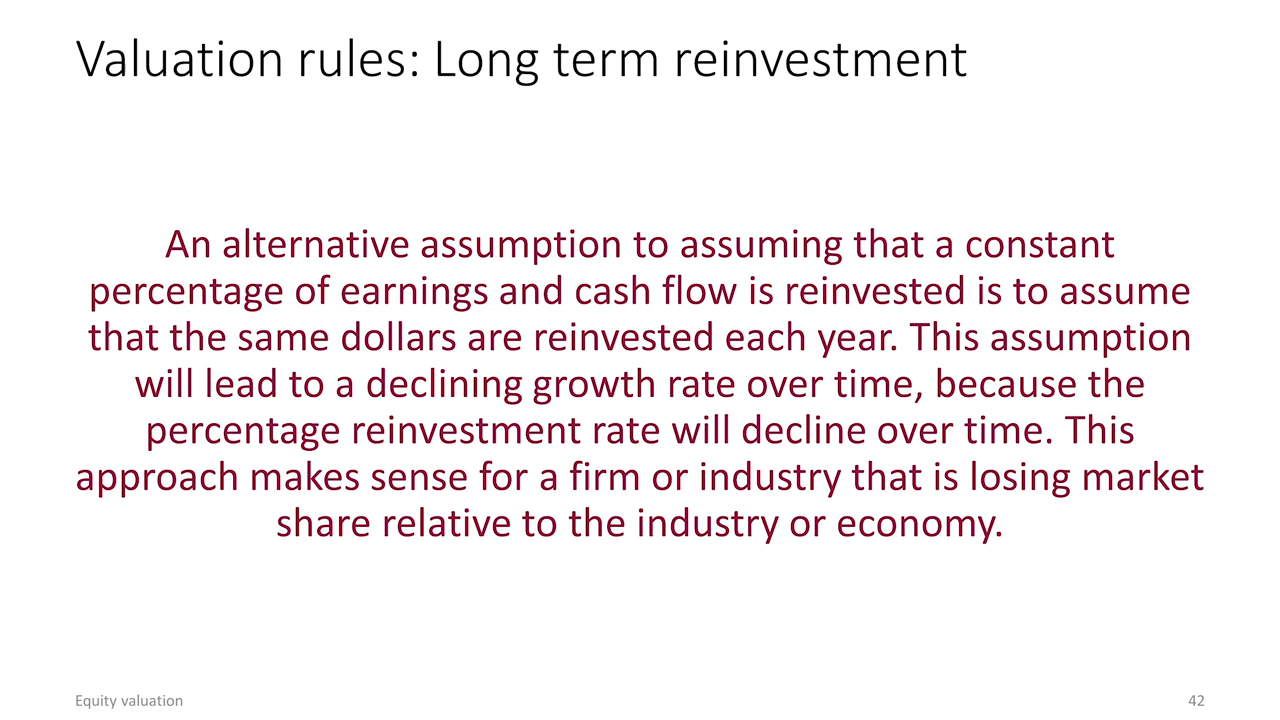 Valuation rules: Long term reinvestment
An alternative assumption to assuming that a constant
percentage of earnings and cash flow is reinvested is to assume
that the same dollars are reinvested each year. This assumption
will lead to a declining growth rate over time, because the
percentage reinvestment rate will decline over time. This
approach makes sense for a firm or industry that is losing market
share relative to the industry or economy.
Equity valuation
42